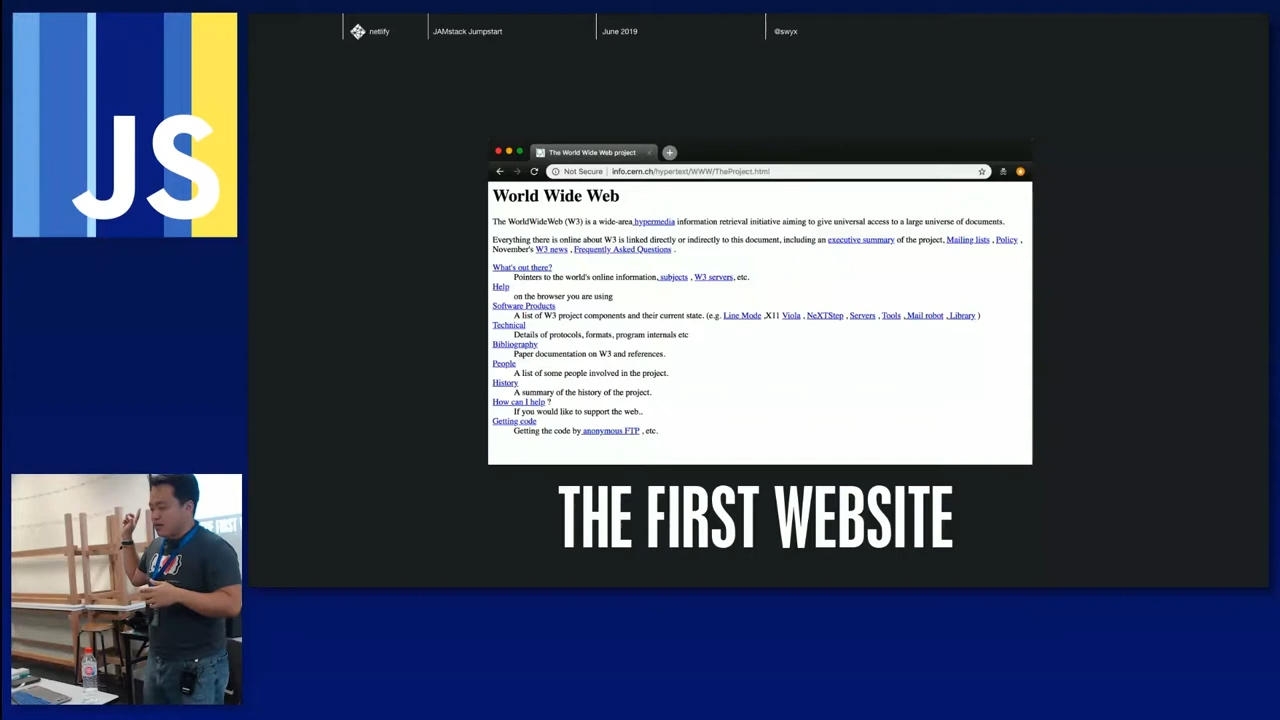 JS
netlify
JAMstack Jumpstart
June 2019
@swyx
The World Wide Web project
Not Secure
info.cern.ch/hypertext/WWW/TheProject.html
World Wide Web
The WorldWideWeb (W3) is a wide-area hypermedia information retrieval initiative aiming to give universal access to a large universe of documents.
Everything there is online about W3 is linked directly or indirectly to this document, including an executive summary of the project, Mailing lists , Policy ,
November's W3 news , Frequently Asked Questions .
What's out there?
Pointers to the world's online information, subjects , W3 servers, etc.
Help
on the browser you are using
Software Products
A list of W3 project components and their current state. (e.g. Line Mode ,X11 Viola , NeXTStep , Servers , Tools , Mail robot , Library )
Technical
Details of protocols, formats, program internals etc
Bibliography
Paper documentation on W3 and references.
People
A list of some people involved in the project.
History
A summary of the history of the project.
How can I help ?
If you would like to support the web..
Getting code
Getting the code by anonymous FTP , etc.
THE FIRST WEBSITE